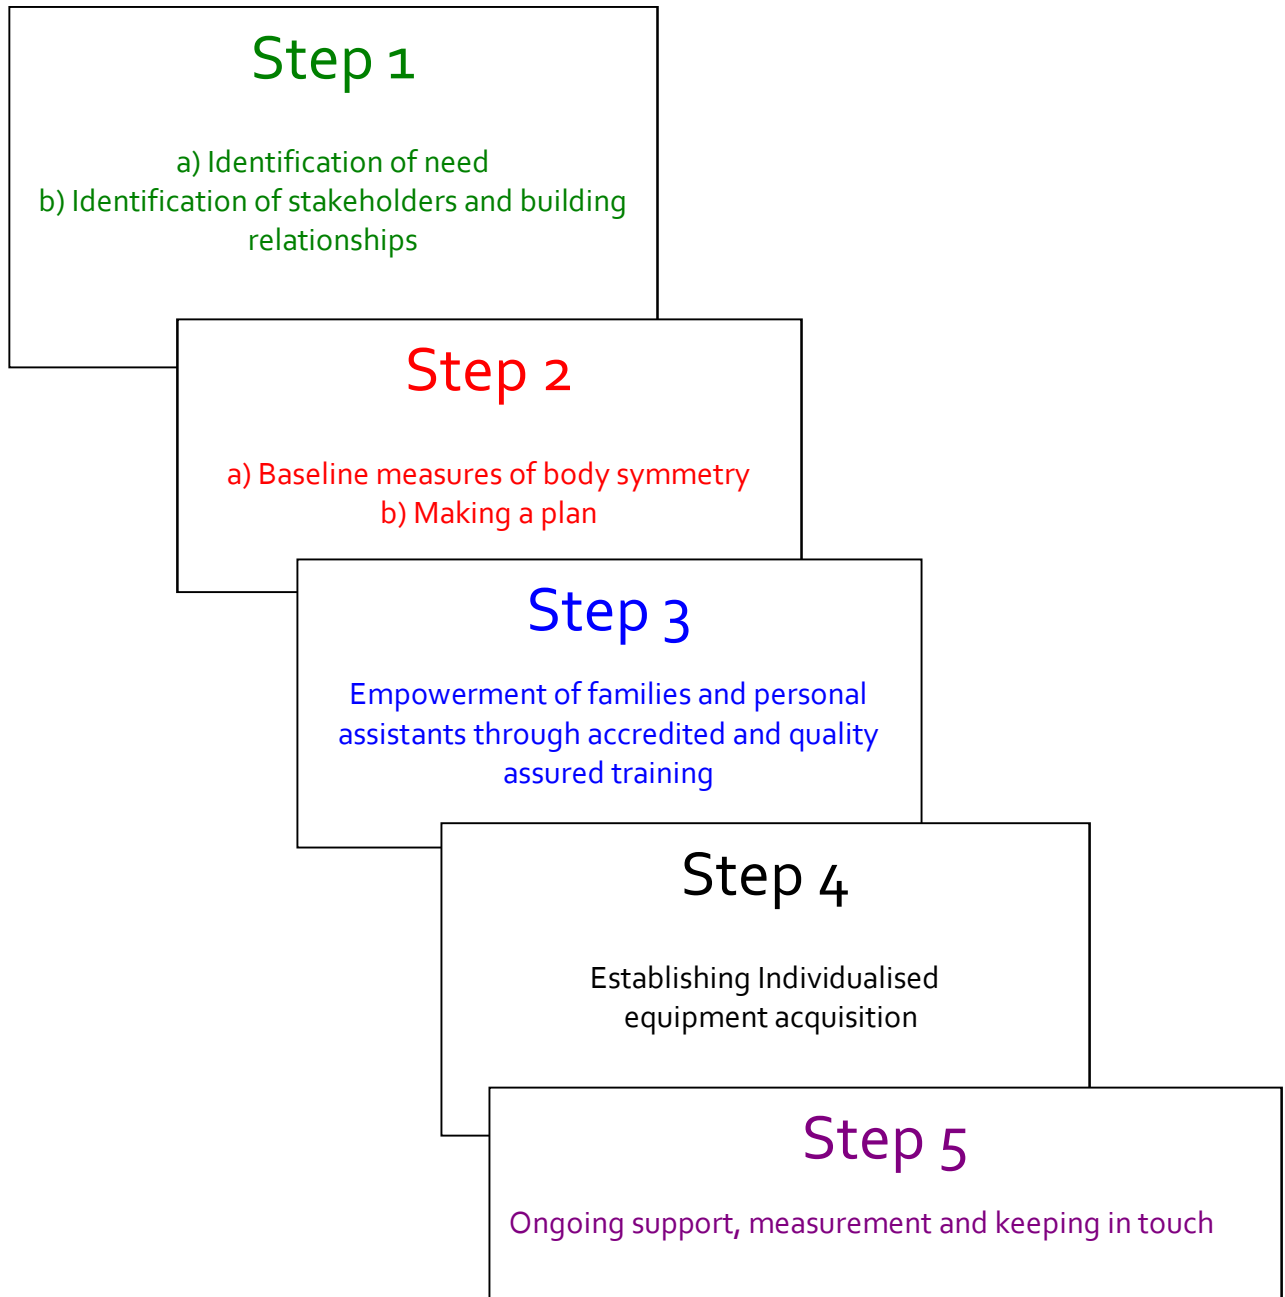 Step 1
a) Identification of need
b) Identification of stakeholders and building
relationships
Step 2
a) Baseline measures of body symmetry
b) Making a plan
Step 3
Empowerment of families and personal
assistants through accredited and quality
assured training
Step 4
Establishing Individualised
equipment acquisition
Step 5
Ongoing support, measurement and keeping in touch